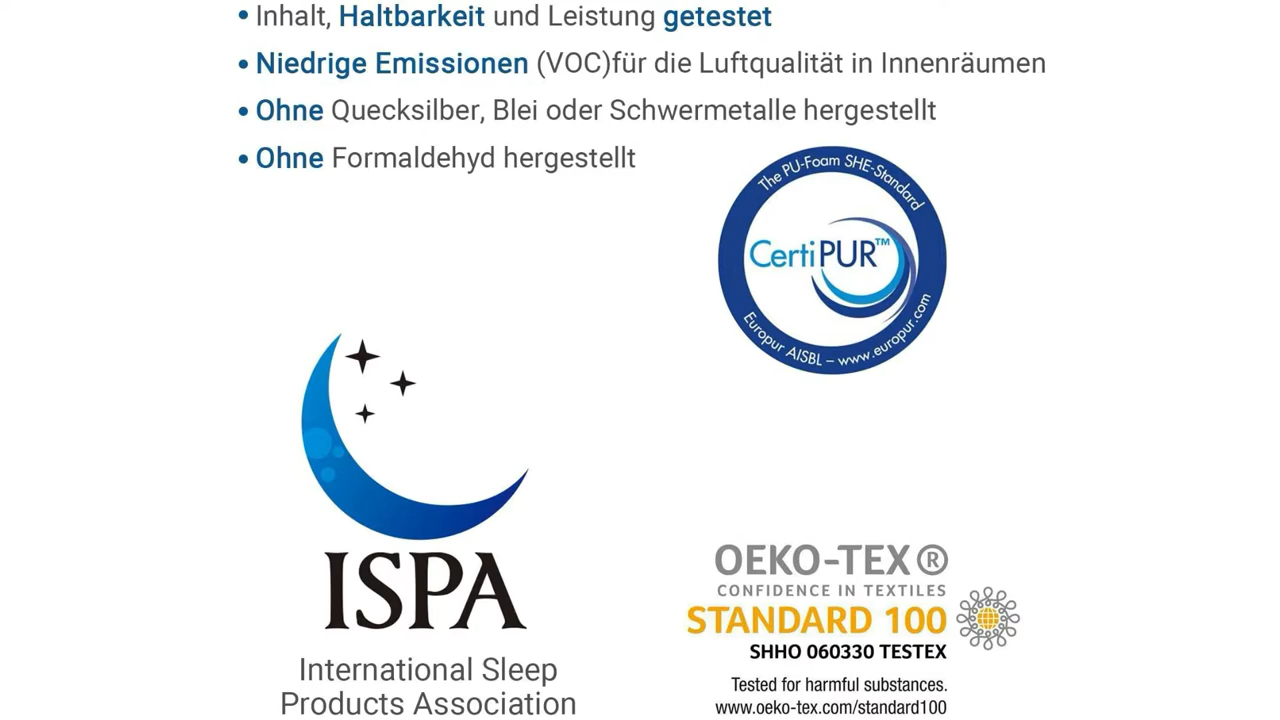 • Inhalt, Haltbarkeit und Leistung getestet
• Niedrige Emissionen (VOC)für die Luftqualität in Innenräumen
• Ohne Quecksilber, Blei oder Schwermetalle hergestellt
• Ohne Formaldehyd hergestellt
The PU-Foam SHE-Standard
CertiPUR™
Europur AISBL – www.europur.com
ISPA
International Sleep
Products Association
OEKO-TEX®
CONFIDENCE IN TEXTILES
STANDARD 100
SHHO 060330 TESTEX
Tested for harmful substances.
www.oeko-tex.com/standard100